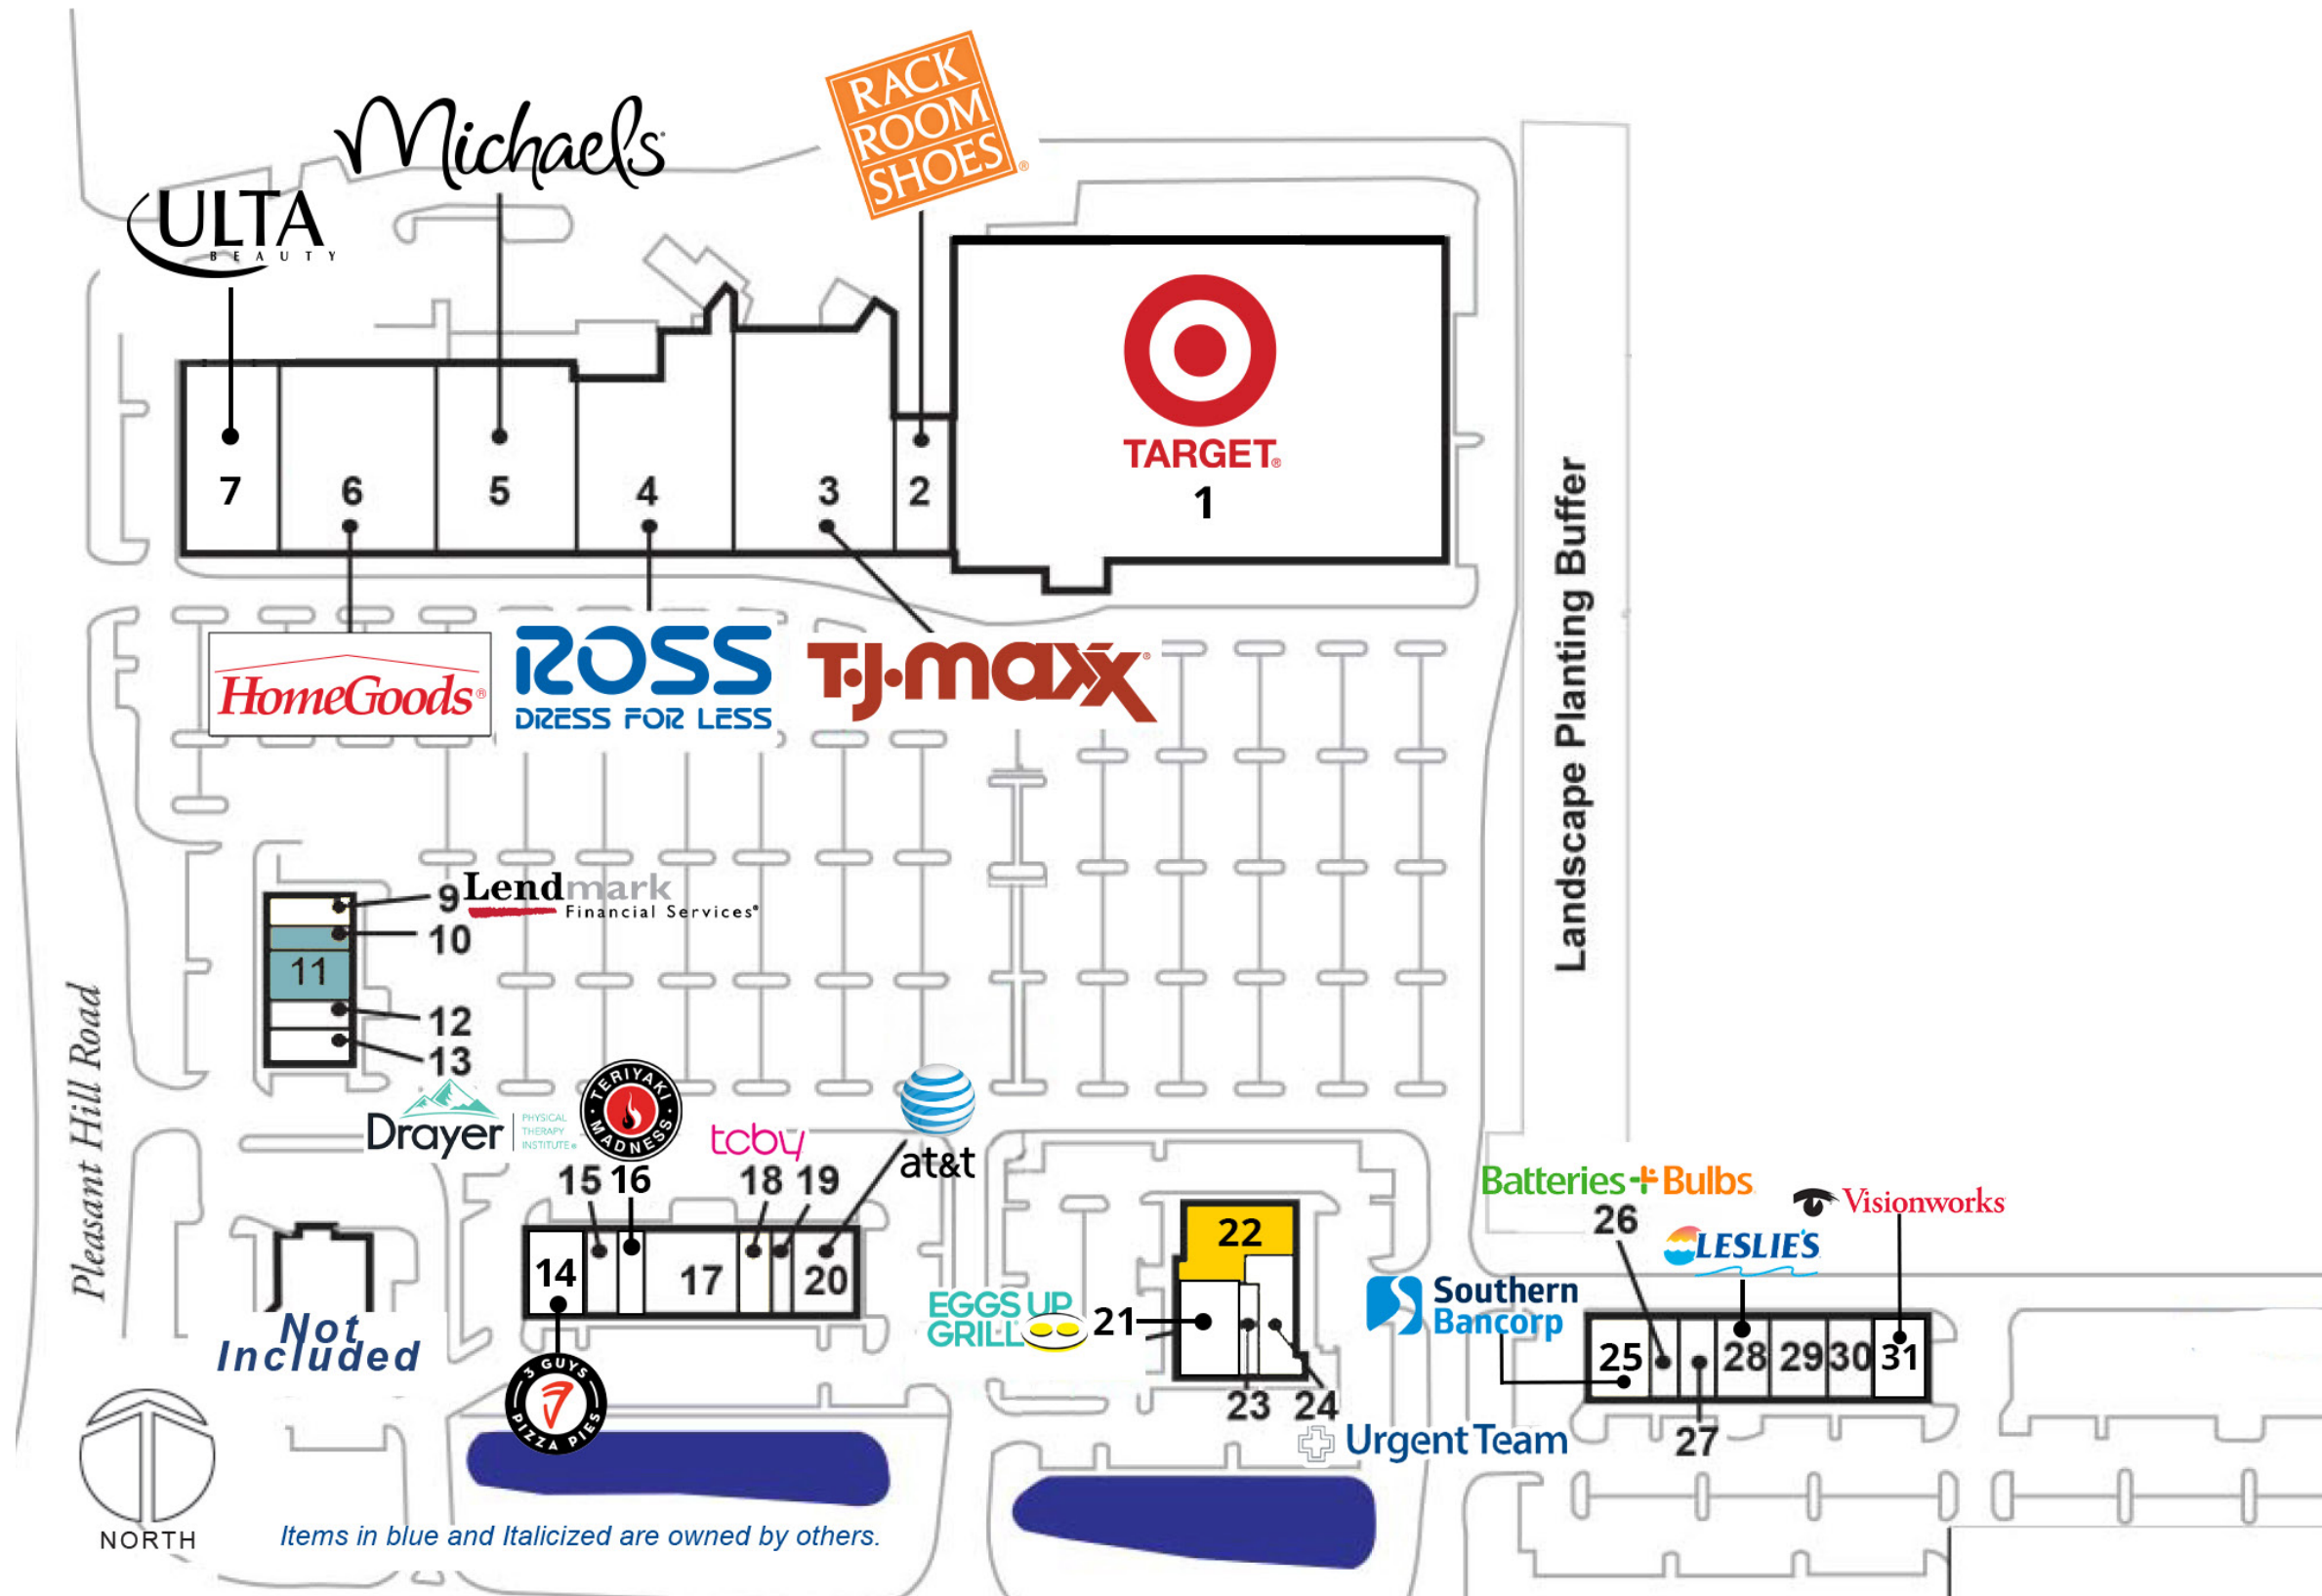 RACK
ROOM
SHOES®
Michaels
ULTA
BEAUTY
TARGET®
7
6
5
4
3
2
1
HomeGoods®
ROSS
DRESS FOR LESS
T·J·maxx®
Landscape Planting Buffer
9
Lendmark
Financial Services®
10
11
12
13
Pleasant Hill Road
Drayer
PHYSICAL
THERAPY
INSTITUTE®
TERIYAKI
MADNESS
tcby
at&t
15
16
18
19
14
17
20
3 GUYS
PIZZA PIES
Not
Included
22
EGGS UP
GRILL
21
23
24
UrgentTeam
Southern
Bancorp
Batteries+Bulbs
26
LESLIE'S
Visionworks
25
28
29
30
31
27
NORTH
Items in blue and Italicized are owned by others.